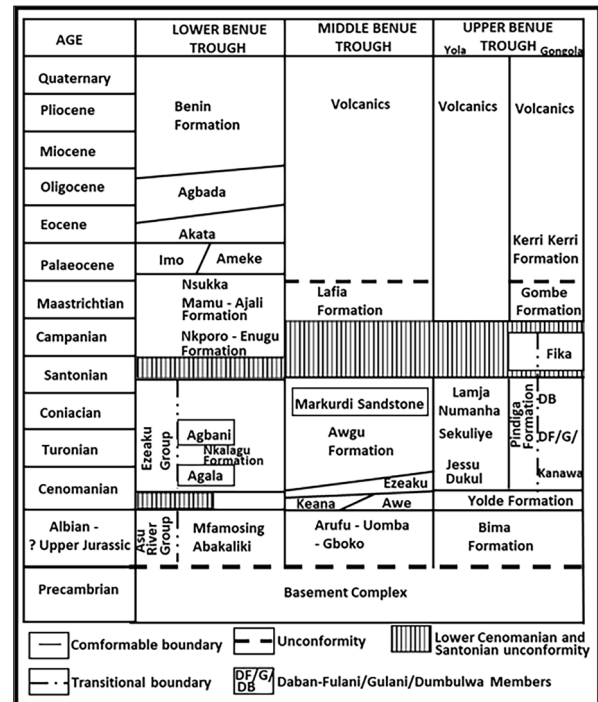 AGE
LOWER BENUE
TROUGH
MIDDLE BENUE
TROUGH
UPPER BENUE
TROUGH
Yola
Gongola
Quaternary
Pliocene
Miocene
Oligocene
Eocene
Palaeocene
Maastrichtian
Campanian
Santonian
Coniacian
Turonian
Cenomanian
Albian -
? Upper Jurassic
Precambrian
Benin
Formation
Agbada
Akata
Imo
Ameke
Nsukka
Mamu - Ajali
Formation
Nkporo - Enugu
Formation
Ezeaku
Group
Agbani
Nkalagu
Formation
Agala
Asu
River
Group
Mfamosing
Abakaliki
Volcanics
Lafia
Formation
Markurdi Sandstone
Awgu
Formation
Ezeaku
Keana
Awe
Arufu - Uomba
- Gboko
Volcanics
Volcanics
Kerri Kerri
Formation
Gombe
Formation
Fika
Lamja
Numanha
Sekuliye
Jessu
Dukul
Pindiga
Formation
DB
DF/G/
Kanawa
Yolde Formation
Bima
Formation
Basement Complex
Comformable boundary
Unconformity
Lower Cenomanian and
Santonian unconformity
Transitional boundary
DF/G/
DB
Daban-Fulani/Gulani/Dumbulwa Members